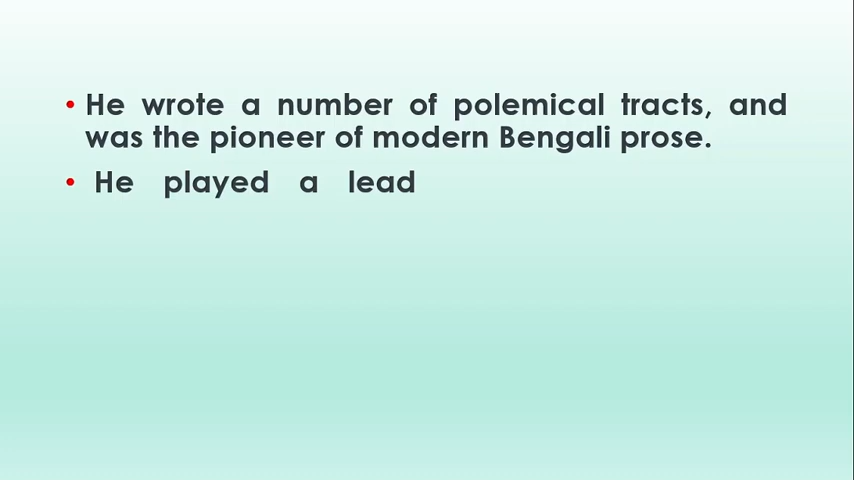 • He wrote a number of polemical tracts, and
was the pioneer of modern Bengali prose.
• He played a lead